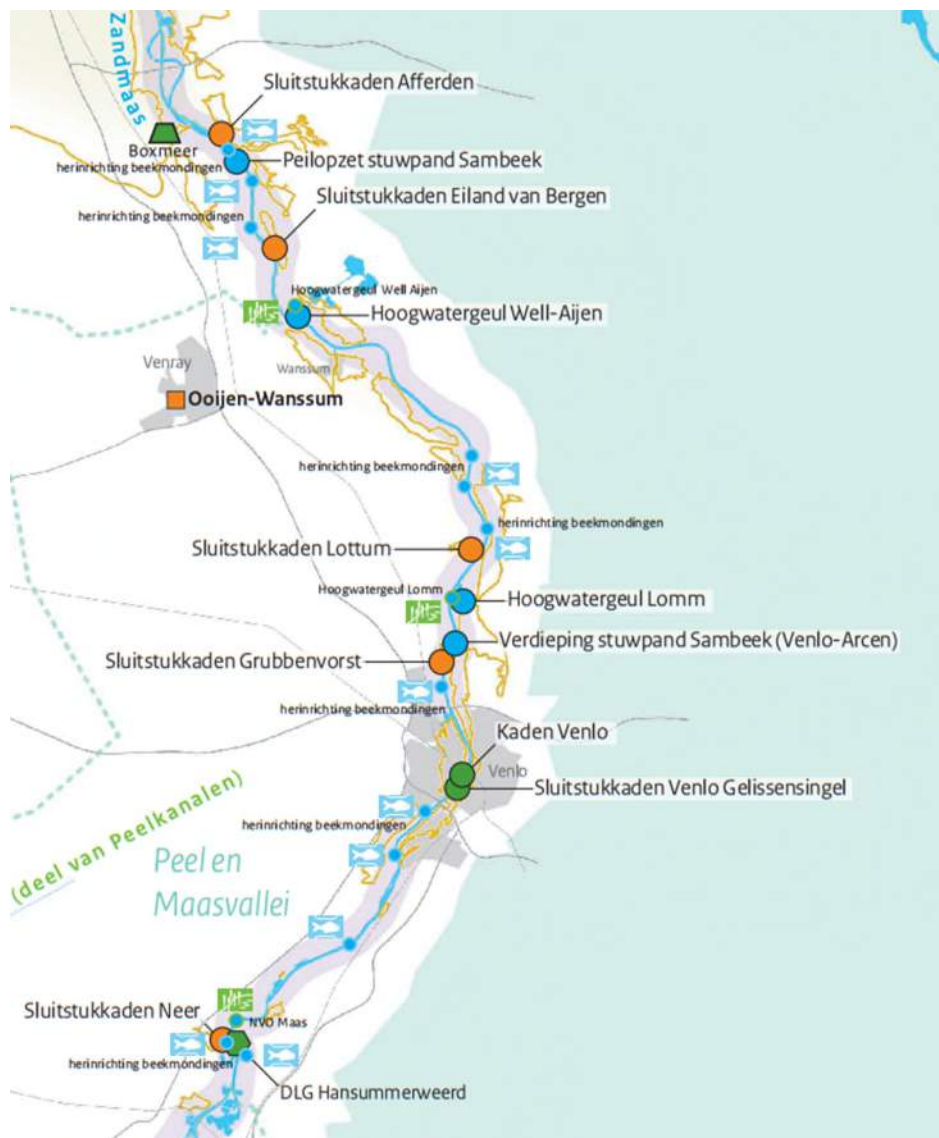 Zandmaas
Sluitstukkaden Afferden
Boxmeer
herinrichting beekmondingen
Peilopzet stuwpand Sambeek
Sluitstukkaden Eiland van Bergen
herinrichting beekmondingen
Hoogwatergeul Well Aijen
Hoogwatergeul Well-Aijen
Venray
Wanssum
Ooijen-Wanssum
herinrichting beekmondingen
herinrichting beekmondingen
Sluitstukkaden Lottum
Hoogwatergeul Lomm
Hoogwatergeul Lomm
Verdieping stuwpand Sambeek (Venlo-Arcen)
Sluitstukkaden Grubbenvorst
herinrichting beekmondingen
Kaden Venlo
Venlo
Sluitstukkaden Venlo Gelissensingel
herinrichting beekmondingen
(deel van Peelkanalen)
Peel en
Maasvallei
Sluitstukkaden Neer
NVO Maas
herinrichting beekmondingen
DLG Hansummerweerd